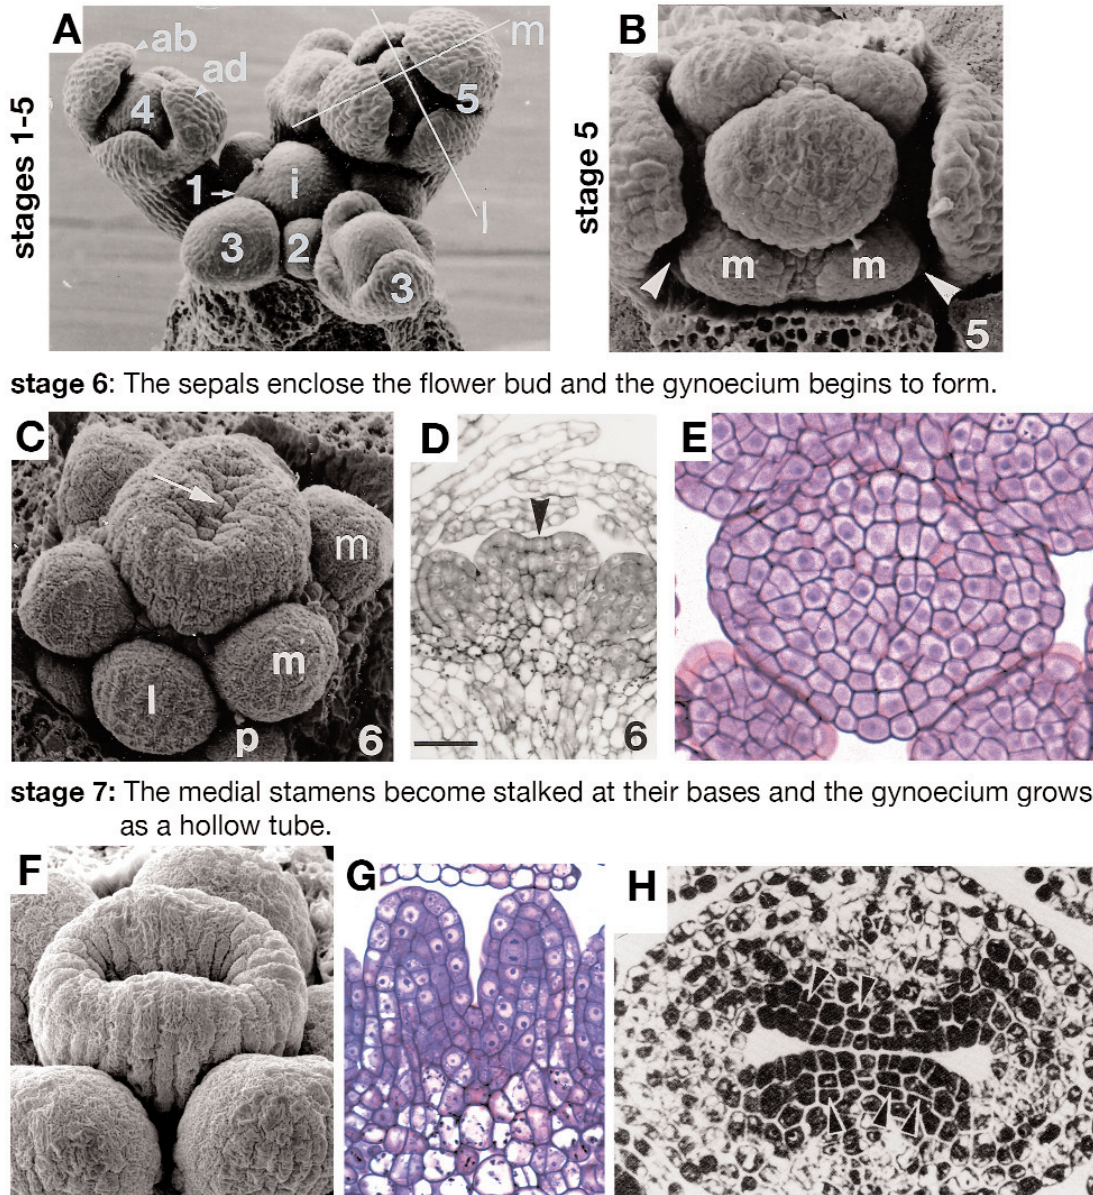 stages 1-5
A
ab
ad
m
4
5
1
i
l
3
2
3
stage 5
B
m
m
5
stage 6: The sepals enclose the flower bud and the gynoecium begins to form.
C
m
m
l
p
6
D
6
E
stage 7: The medial stamens become stalked at their bases and the gynoecium grows
as a hollow tube.
F
G
H